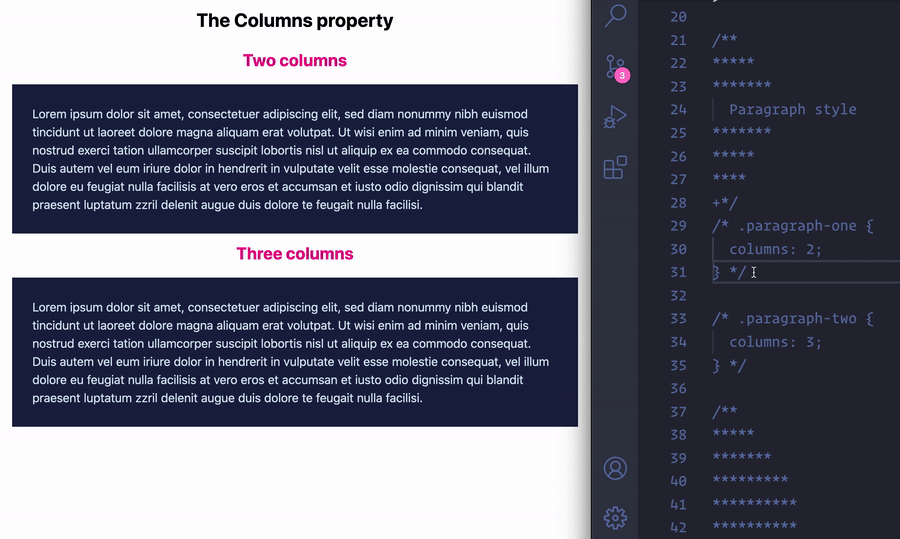 The Columns property
Two columns
Lorem ipsum dolor sit amet, consectetuer adipiscing elit, sed diam nonummy nibh euismod
tincidunt ut laoreet dolore magna aliquam erat volutpat. Ut wisi enim ad minim veniam, quis
nostrud exerci tation ullamcorper suscipit lobortis nisl ut aliquip ex ea commodo consequat.
Duis autem vel eum iriure dolor in hendrerit in vulputate velit esse molestie consequat, vel illum
dolore eu feugiat nulla facilisis at vero eros et accumsan et iusto odio dignissim qui blandit
praesent luptatum zzril delenit augue duis dolore te feugait nulla facilisi.
Three columns
Lorem ipsum dolor sit amet, consectetuer adipiscing elit, sed diam nonummy nibh euismod
tincidunt ut laoreet dolore magna aliquam erat volutpat. Ut wisi enim ad minim veniam, quis
nostrud exerci tation ullamcorper suscipit lobortis nisl ut aliquip ex ea commodo consequat.
Duis autem vel eum iriure dolor in hendrerit in vulputate velit esse molestie consequat, vel illum
dolore eu feugiat nulla facilisis at vero eros et accumsan et iusto odio dignissim qui blandit
praesent luptatum zzril delenit augue duis dolore te feugait nulla facilisi.
3
20
21 /**
22 *****
23 *******
24 Paragraph style
25 *******
26 *****
27 ****
28 +*/
29 /* .paragraph-one {
30 columns: 2;
31 } */
32
33 /* .paragraph-two {
34 columns: 3;
35 } */
36
37 /**
38 *****
39 *******
40 *********
41 **********
42 **********